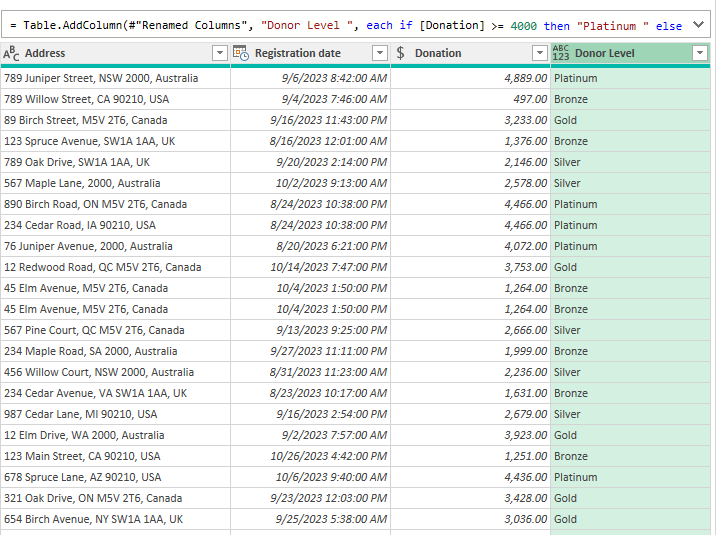 = Table.AddColumn(#"Renamed Columns", "Donor Level ", each if [Donation] >= 4000 then "Platinum " else
ABC Address Registration date $ Donation ABC 123 Donor Level
789 Juniper Street, NSW 2000, Australia 9/6/2023 8:42:00 AM 4,889.00 Platinum
789 Willow Street, CA 90210, USA 9/4/2023 7:46:00 AM 497.00 Bronze
89 Birch Street, M5V 2T6, Canada 9/16/2023 11:43:00 PM 3,233.00 Gold
123 Spruce Avenue, SW1A 1AA, UK 8/16/2023 12:01:00 AM 1,376.00 Bronze
789 Oak Drive, SW1A 1AA, UK 9/20/2023 2:14:00 PM 2,146.00 Silver
567 Maple Lane, 2000, Australia 10/2/2023 9:13:00 AM 2,578.00 Silver
890 Birch Road, ON M5V 2T6, Canada 8/24/2023 10:38:00 PM 4,466.00 Platinum
234 Cedar Road, IA 90210, USA 8/24/2023 10:38:00 PM 4,466.00 Platinum
76 Juniper Avenue, 2000, Australia 8/20/2023 6:21:00 PM 4,072.00 Platinum
12 Redwood Road, QC M5V 2T6, Canada 10/14/2023 7:47:00 PM 3,753.00 Gold
45 Elm Avenue, M5V 2T6, Canada 10/4/2023 1:50:00 PM 1,264.00 Bronze
45 Elm Avenue, M5V 2T6, Canada 10/4/2023 1:50:00 PM 1,264.00 Bronze
567 Pine Court, QC M5V 2T6, Canada 9/13/2023 9:25:00 PM 2,666.00 Silver
234 Maple Road, SA 2000, Australia 9/27/2023 11:11:00 PM 1,999.00 Bronze
456 Willow Court, NSW 2000, Australia 8/31/2023 11:23:00 AM 2,236.00 Silver
234 Cedar Avenue, VA SW1A 1AA, UK 8/23/2023 10:17:00 AM 1,631.00 Bronze
987 Cedar Lane, MI 90210, USA 9/16/2023 2:54:00 PM 2,679.00 Silver
12 Elm Drive, WA 2000, Australia 9/2/2023 7:57:00 AM 3,923.00 Gold
123 Main Street, CA 90210, USA 10/26/2023 4:42:00 PM 1,251.00 Bronze
678 Spruce Lane, AZ 90210, USA 10/6/2023 9:40:00 AM 4,436.00 Platinum
321 Oak Drive, ON M5V 2T6, Canada 9/23/2023 12:03:00 PM 3,428.00 Gold
654 Birch Avenue, NY SW1A 1AA, UK 9/25/2023 5:38:00 AM 3,036.00 Gold